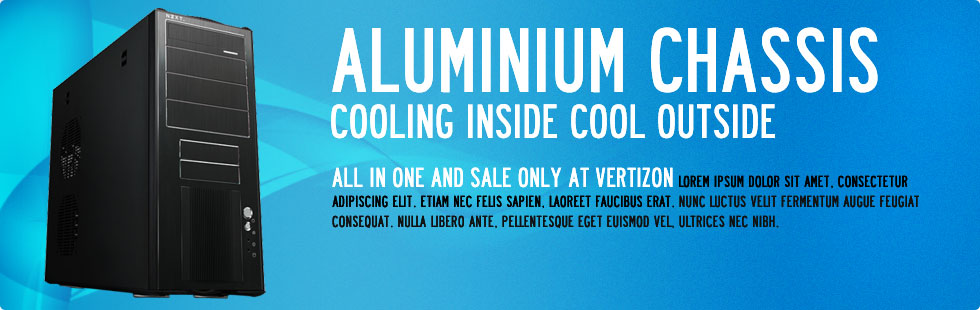 NZXT
ALUMINIUM CHASSIS
COOLING INSIDE COOL OUTSIDE
ALL IN ONE AND SALE ONLY AT VERTIZON LOREM IPSUM DOLOR SIT AMET, CONSECTETUR
ADIPISCING ELIT. ETIAM NEC FELIS SAPIEN, LAOREET FAUCIBUS ERAT. NUNC LUCTUS VELIT FERMENTUM AUGUE FEUGIAT
CONSEQUAT. NULLA LIBERO ANTE, PELLENTESQUE EGET EUISMOD VEL, ULTRICES NEC NIBH.